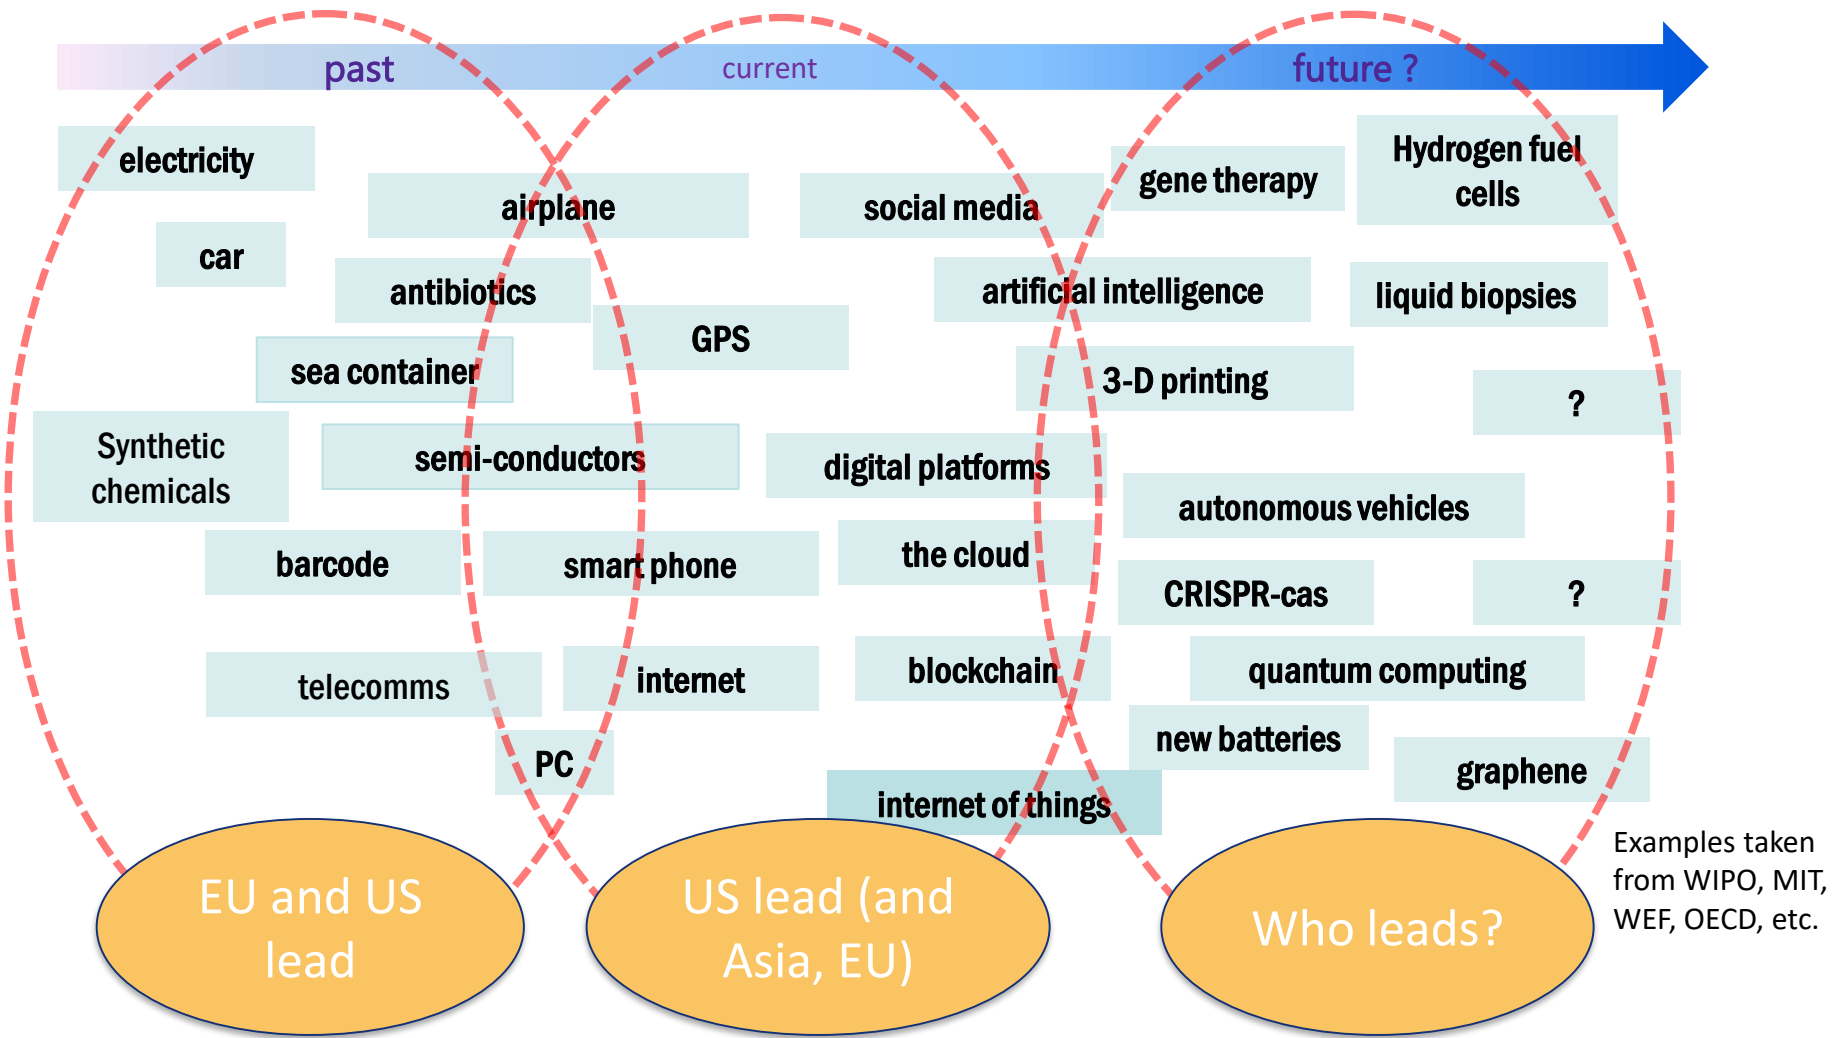 past
current
future ?
electricity
airplane
social media
gene therapy
Hydrogen fuel
cells
car
antibiotics
GPS
artificial intelligence
liquid biopsies
sea container
3-D printing
?
Synthetic
chemicals
semi-conductors
digital platforms
autonomous vehicles
barcode
smart phone
the cloud
CRISPR-cas
?
telecomms
internet
blockchain
quantum computing
PC
new batteries
graphene
internet of things
EU and US
lead
US lead (and
Asia, EU)
Who leads?
Examples taken
from WIPO, MIT,
WEF, OECD, etc.